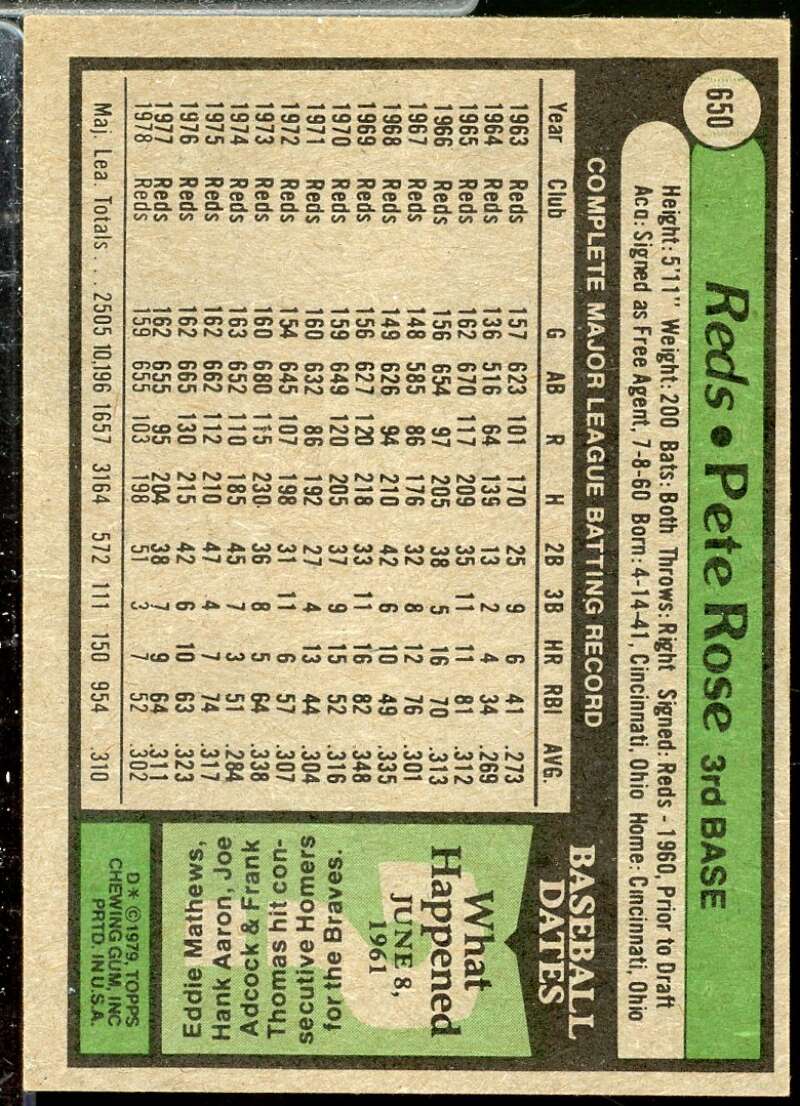 650
Reds • Pete Rose 3rd BASE
Height: 5'11" Weight: 200 Bats: Both Throws: Right Signed: Reds - 1960, Prior to Draft
Acq: Signed as Free Agent, 7-8-60 Born: 4-14-41, Cincinnati, Ohio Home: Cincinnati, Ohio
COMPLETE MAJOR LEAGUE BATTING RECORD
Year Club G AB R H 2B 3B HR RBI AVG.
1963 Reds 157 623 101 170 25 9 6 41 .273
1964 Reds 136 516 64 139 13 2 4 34 .269
1965 Reds 162 670 117 209 35 11 11 81 .312
1966 Reds 156 654 97 205 38 5 16 70 .313
1967 Reds 148 585 86 176 32 8 12 76 .301
1968 Reds 149 626 94 210 42 6 10 49 .335
1969 Reds 156 627 120 218 33 11 16 82 .348
1970 Reds 159 649 120 205 37 9 15 52 .316
1971 Reds 160 632 86 192 27 4 13 44 .304
1972 Reds 154 645 107 198 31 11 6 57 .307
1973 Reds 160 680 115 230 36 8 5 64 .338
1974 Reds 163 652 110 185 45 7 3 51 .284
1975 Reds 162 662 112 210 47 4 7 74 .317
1976 Reds 162 665 130 215 42 6 10 63 .323
1977 Reds 162 655 95 204 38 7 9 64 .311
1978 Reds 159 655 103 198 51 3 7 52 .302
Maj. Lea. Totals . . . 2505 10,196 1657 3164 572 111 150 954 .310
BASEBALL
DATES
What
Happened
JUNE 8,
1961
Eddie Mathews,
Hank Aaron, Joe
Adcock & Frank
Thomas hit con-
secutive Homers
for the Braves.
D* ©1979, TOPPS
CHEWING GUM, INC
PRTD. IN U.S.A.